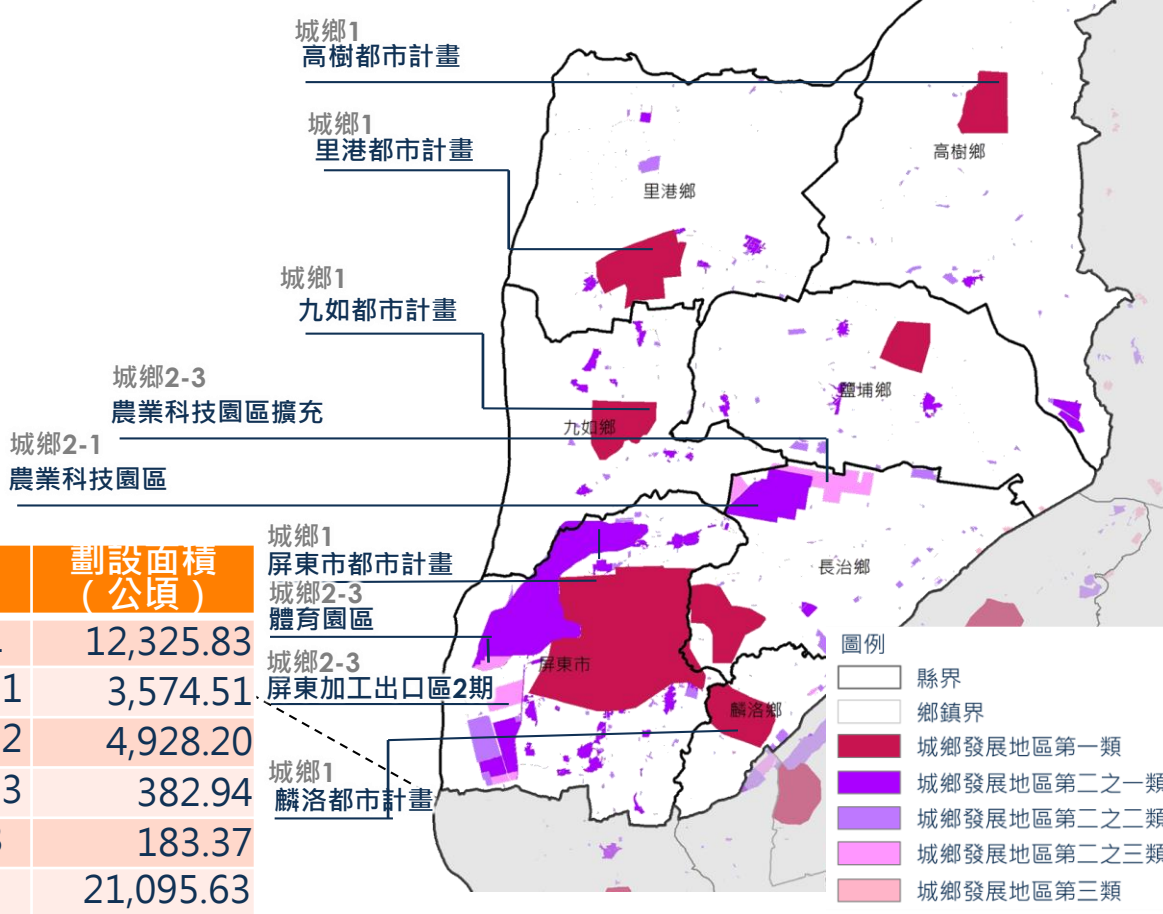 城鄉1
高樹都市計畫
城鄉1
里港都市計畫
城鄉1
九如都市計畫
城鄉2-3
農業科技園區擴充
城鄉2-1
農業科技園區
城鄉1
屏東市都市計畫
城鄉2-3
體育園區
城鄉2-3
屏東加工出口區2期
城鄉1
麟洛都市計畫
高樹鄉
里港鄉
鹽埔鄉
九如鄉
長治鄉
屏東市
麟洛鄉
劃設面積
（公頃）
12,325.83
1 3,574.51
2 4,928.20
3 382.94
183.37
21,095.63
圖例
縣界
鄉鎮界
城鄉發展地區第一類
城鄉發展地區第二之一類
城鄉發展地區第二之二類
城鄉發展地區第二之三類
城鄉發展地區第三類